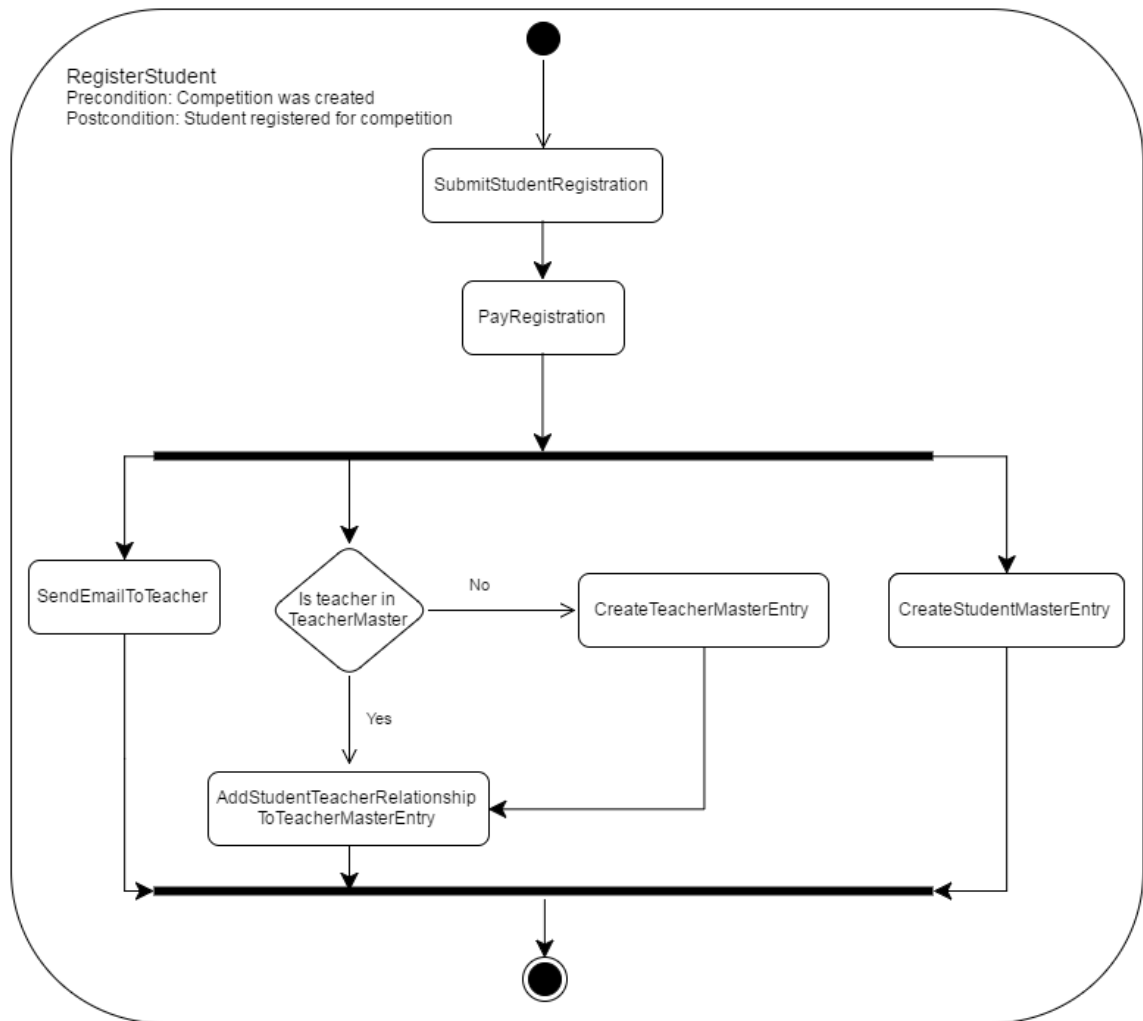 RegisterStudent
Precondition: Competition was created
Postcondition: Student registered for competition
SubmitStudentRegistration
PayRegistration
SendEmailToTeacher
Is teacher in
TeacherMaster
No
CreateTeacherMasterEntry
CreateStudentMasterEntry
Yes
AddStudentTeacherRelationship
ToTeacherMasterEntry